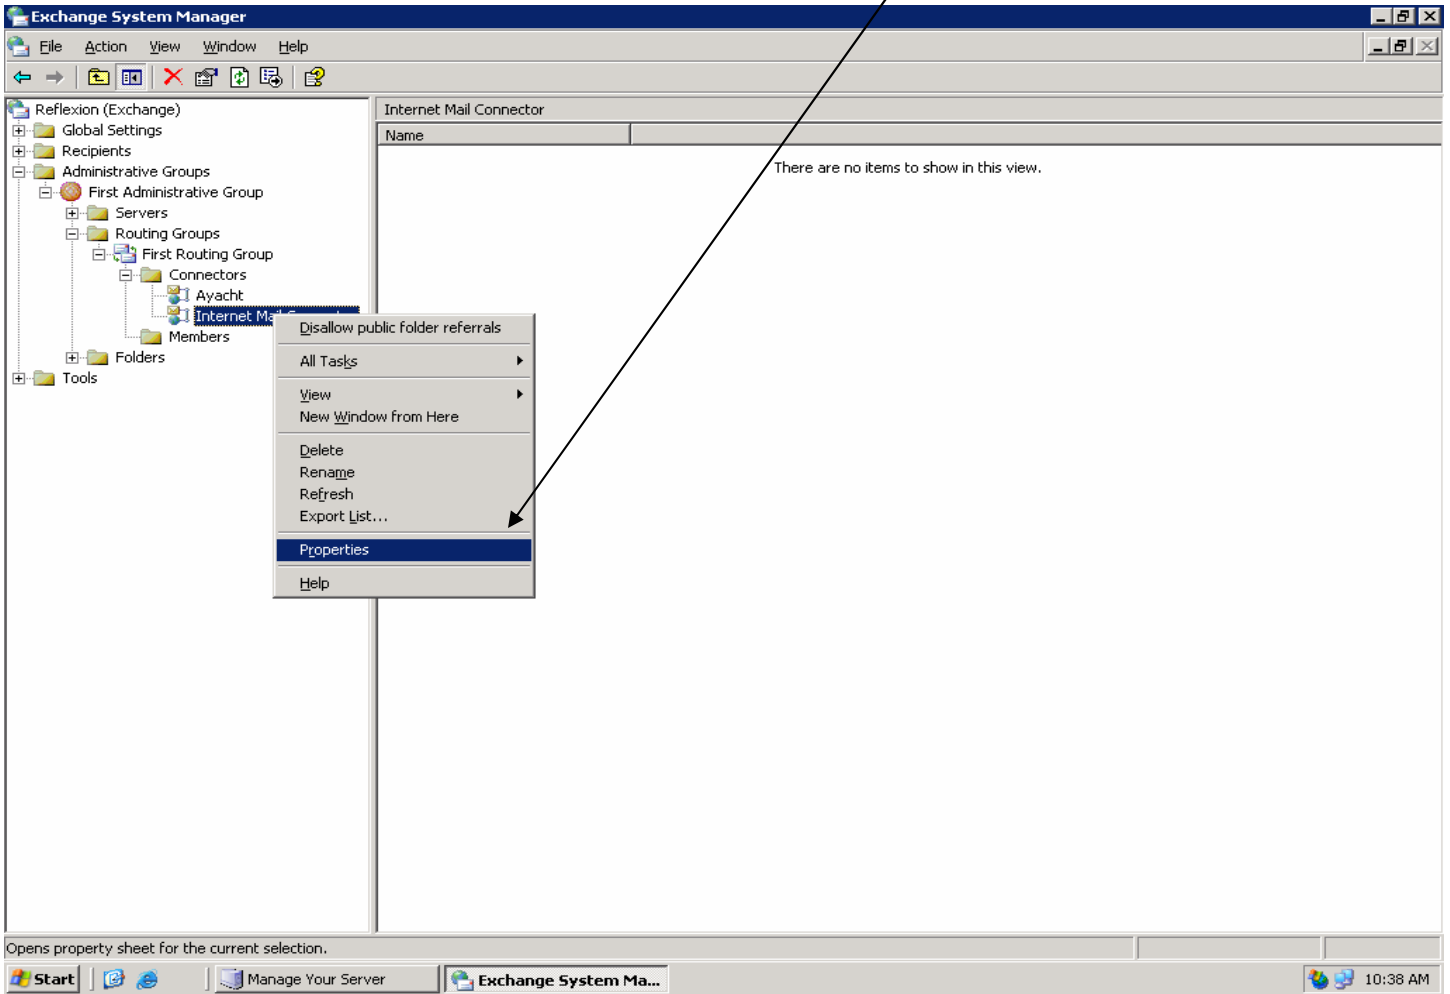 Exchange System Manager
File Action View Window Help
Reflexion (Exchange)
Global Settings
Recipients
Administrative Groups
First Administrative Group
Servers
Routing Groups
First Routing Group
Connectors
Ayacht
Internet Ma
Members
Folders
Tools
Internet Mail Connector
Name
There are no items to show in this view.
Disallow public folder referrals
All Tasks
View
New Window from Here
Delete
Rename
Refresh
Export List...
Properties
Help
Opens property sheet for the current selection.
Start Manage Your Server Exchange System Ma... 10:38 AM